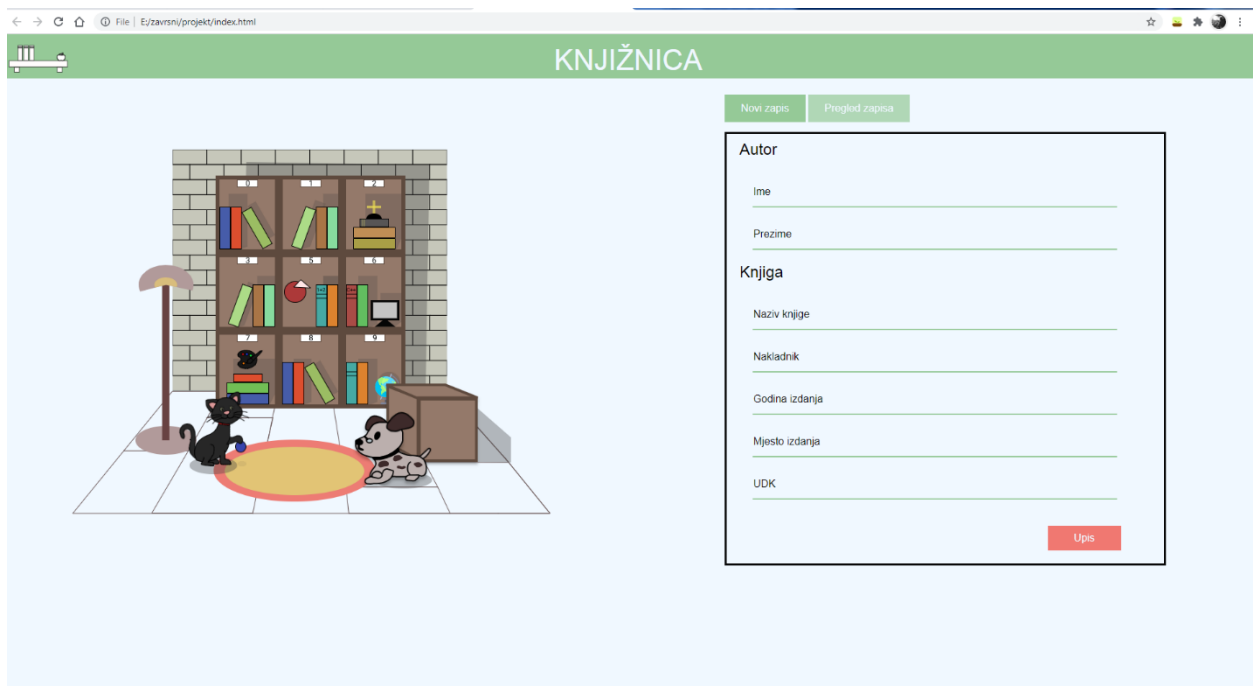 File | E:/zavrsni/projekt/index.html
KNJIŽNICA
Novi zapis
Pregled zapisa
Autor
Ime
Prezime
Knjiga
Naziv knjige
Nakladnik
Godina izdanja
Mjesto izdanja
UDK
Upis
0 1 2
3 5 6
7 8 9